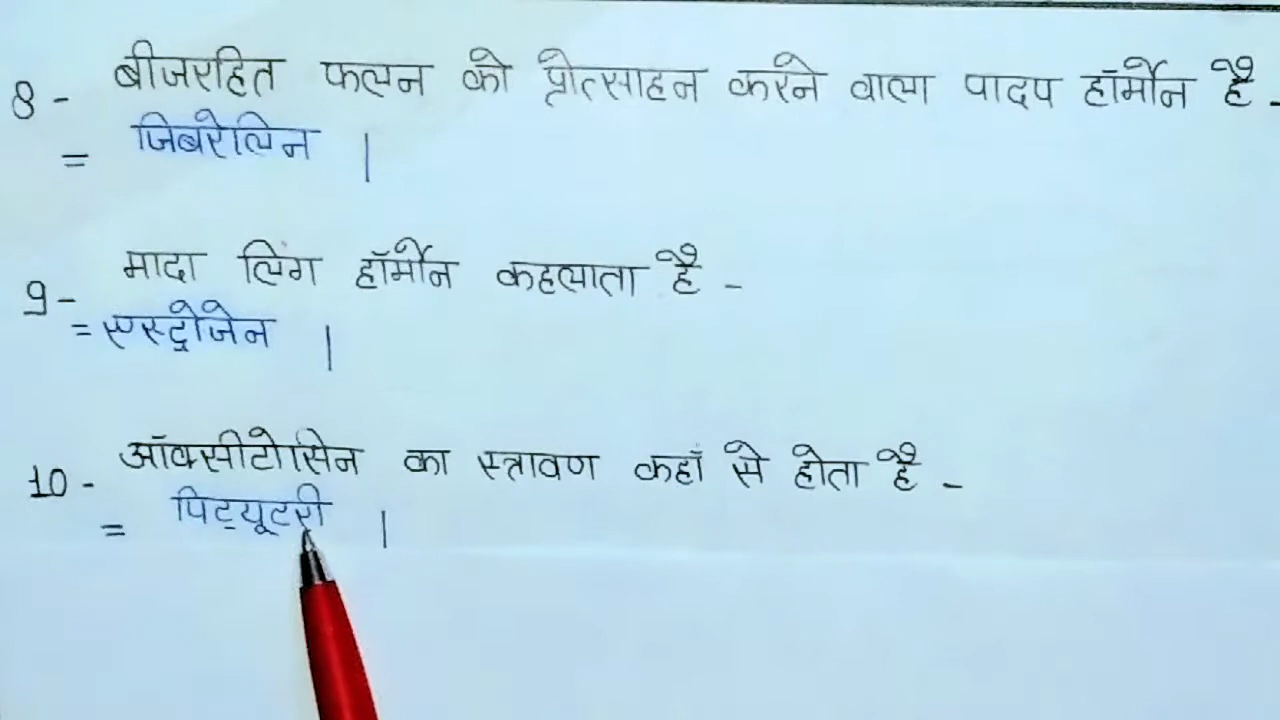 8- बीजरहित फलन को प्रोत्साहन करने वाला पादप हॉर्मोन है -
= जिबरेलिन |
9- मादा लिंग हॉर्मोन कहलाता है -
= एस्ट्रोजेन |
10- ऑक्सीटोसिन का स्त्रावण कहाँ से होता है -
= पिट्यूटरी |